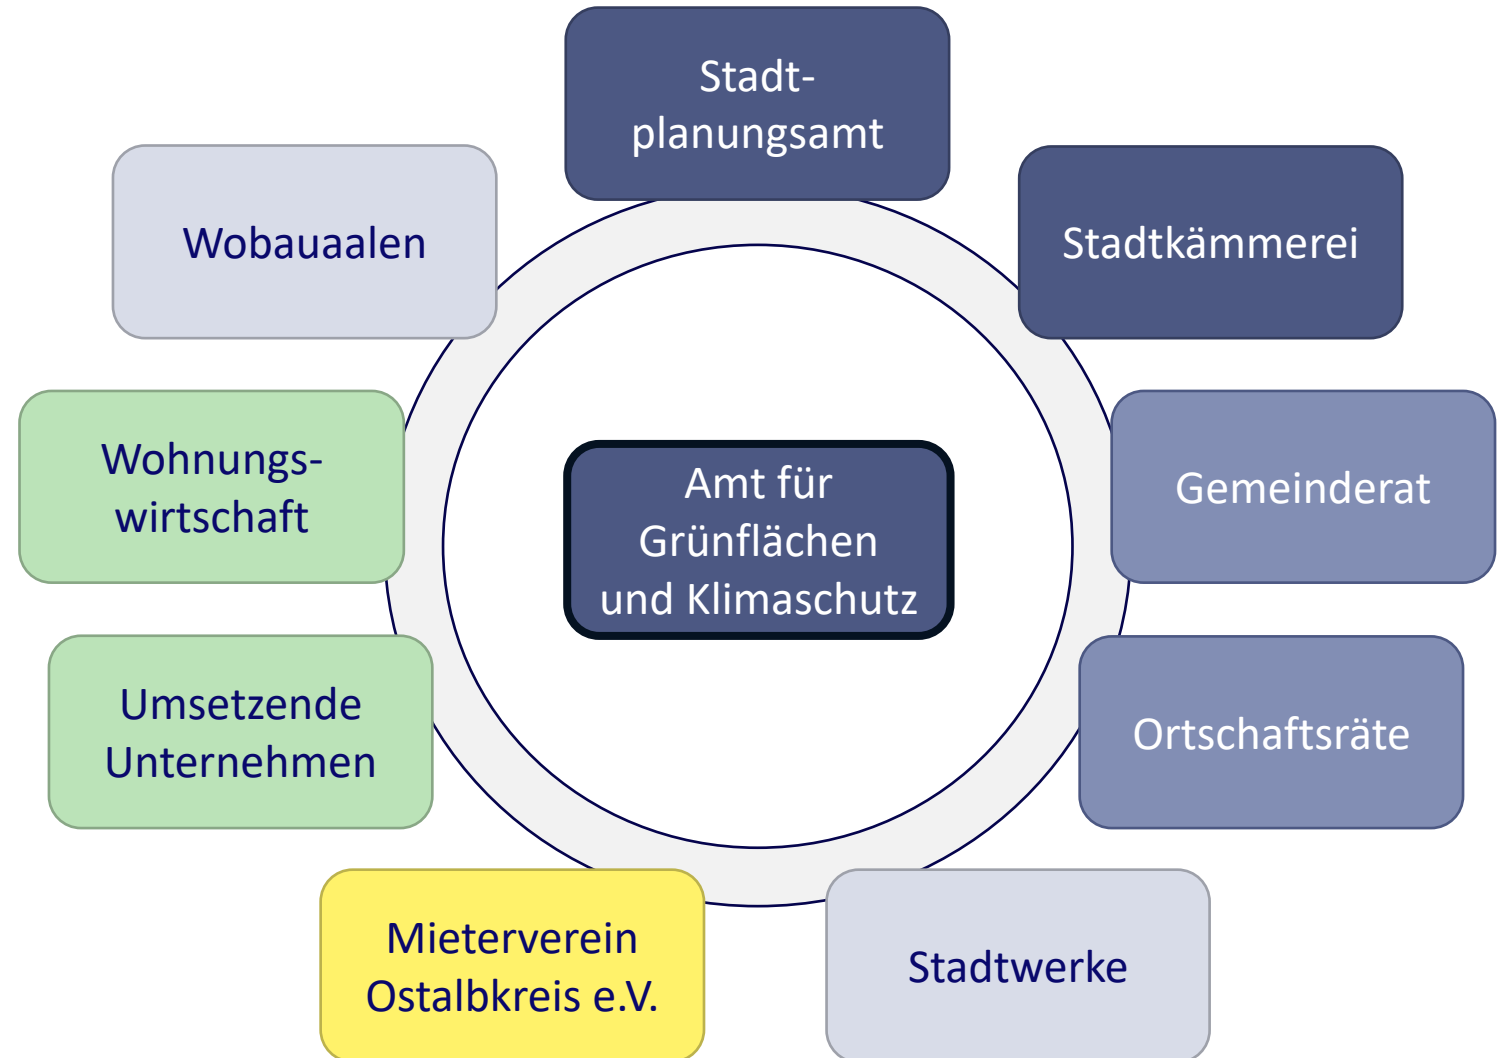 Stadt-
planungsamt
Wobauaalen
Stadtkämmerei
Wohnungs-
wirtschaft
Amt für
Grünflächen
und Klimaschutz
Gemeinderat
Umsetzende
Unternehmen
Ortschaftsräte
Mieterverein
Ostalbkreis e.V.
Stadtwerke